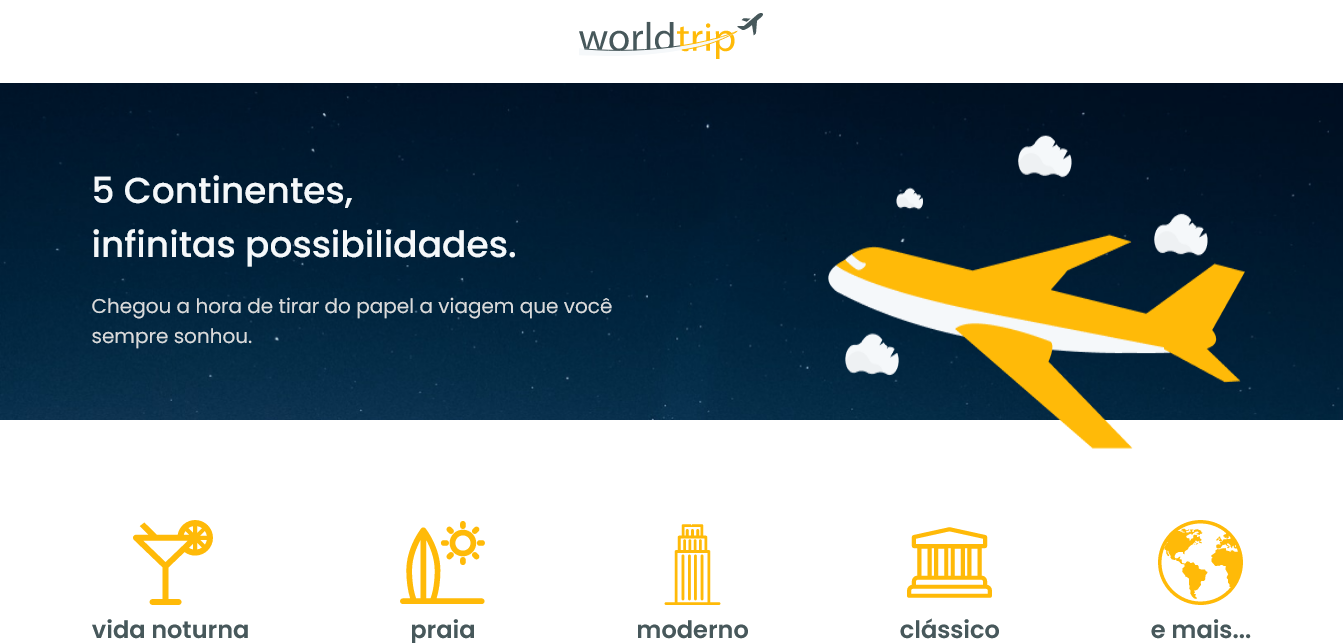 worldtrip
5 Continentes,
infinitas possibilidades.
Chegou a hora de tirar do papel a viagem que você
sempre sonhou.
vida noturna
praia
moderno
clássico
e mais...